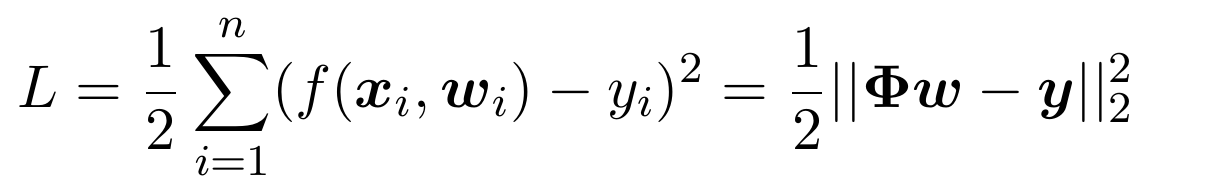 $L = \frac{1}{2} \sum_{i=1}^{n} (f(\boldsymbol{x}_i, \boldsymbol{w}_i) - y_i)^2 = \frac{1}{2} ||\boldsymbol{\Phi} \boldsymbol{w} - \boldsymbol{y}||_2^2$